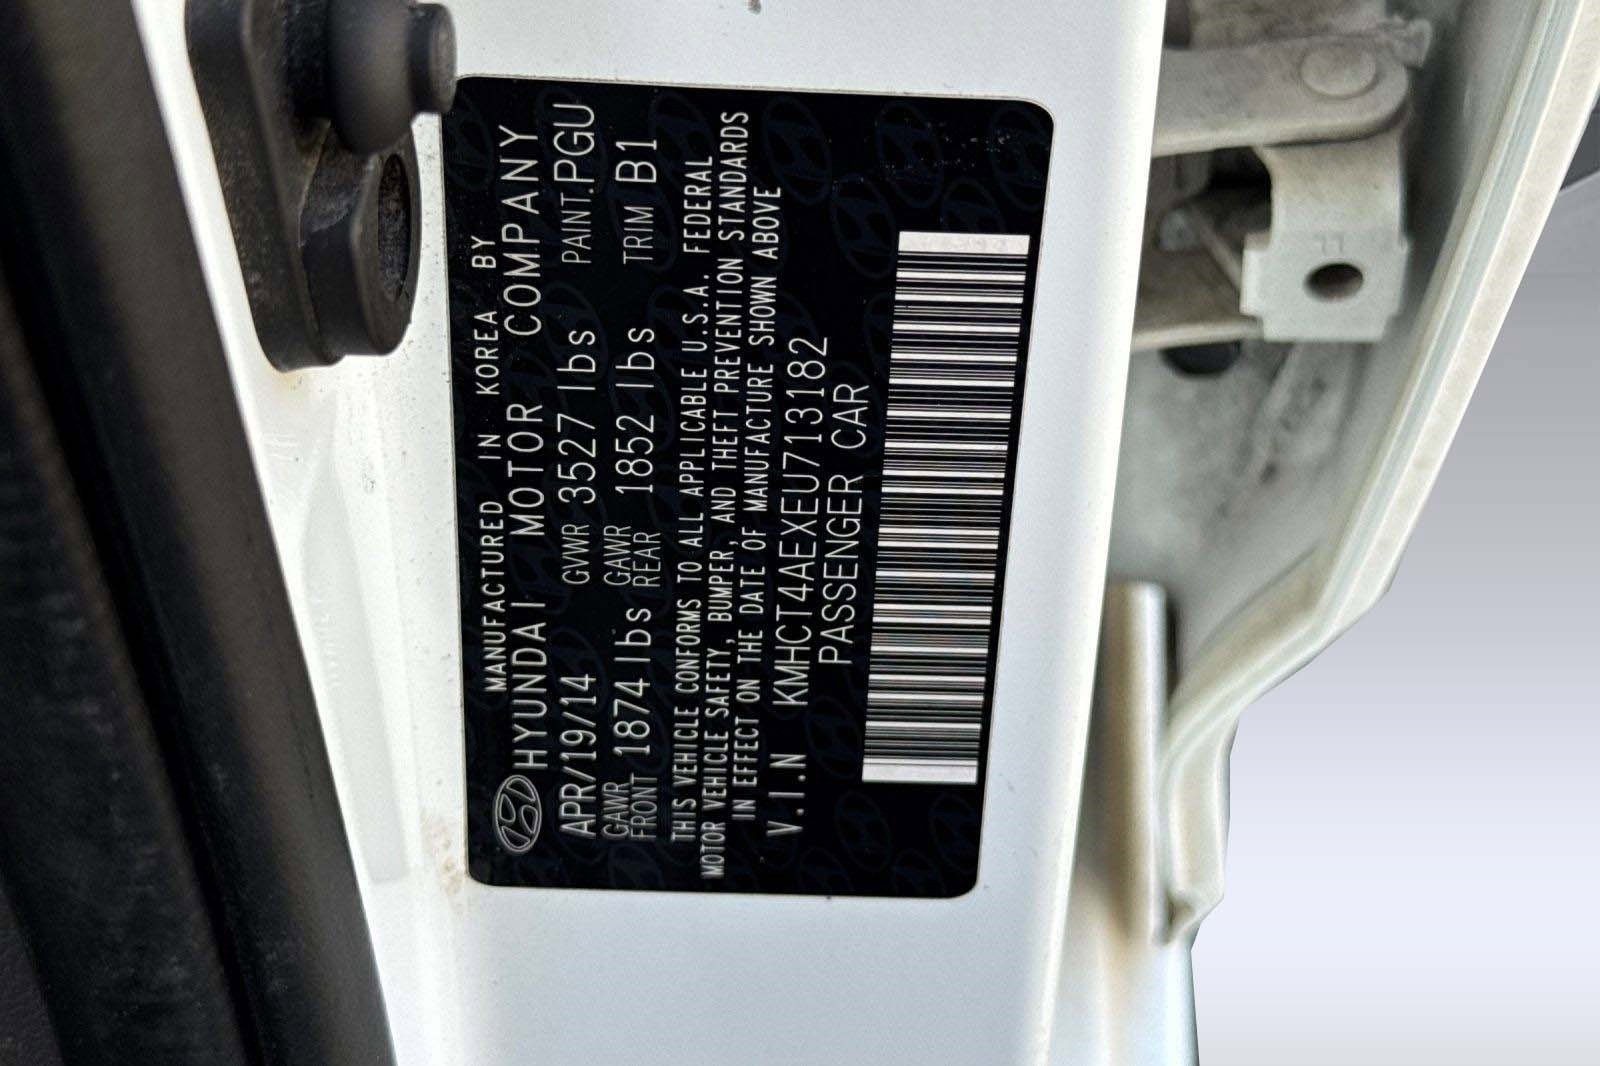 MANUFACTURED IN KOREA BY
HYUNDAI MOTOR COMPANY
APR/19/14 GVWR 3527 lbs PAINT.PGU
GAWR FRONT 1874 lbs GAWR REAR 1852 lbs TRIM B1
THIS VEHICLE CONFORMS TO ALL APPLICABLE U.S.A. FEDERAL
MOTOR VEHICLE SAFETY, BUMPER, AND THEFT PREVENTION STANDARDS
IN EFFECT ON THE DATE OF MANUFACTURE SHOWN ABOVE
V.I.N KMHCT4AEXEU713182
PASSENGER CAR